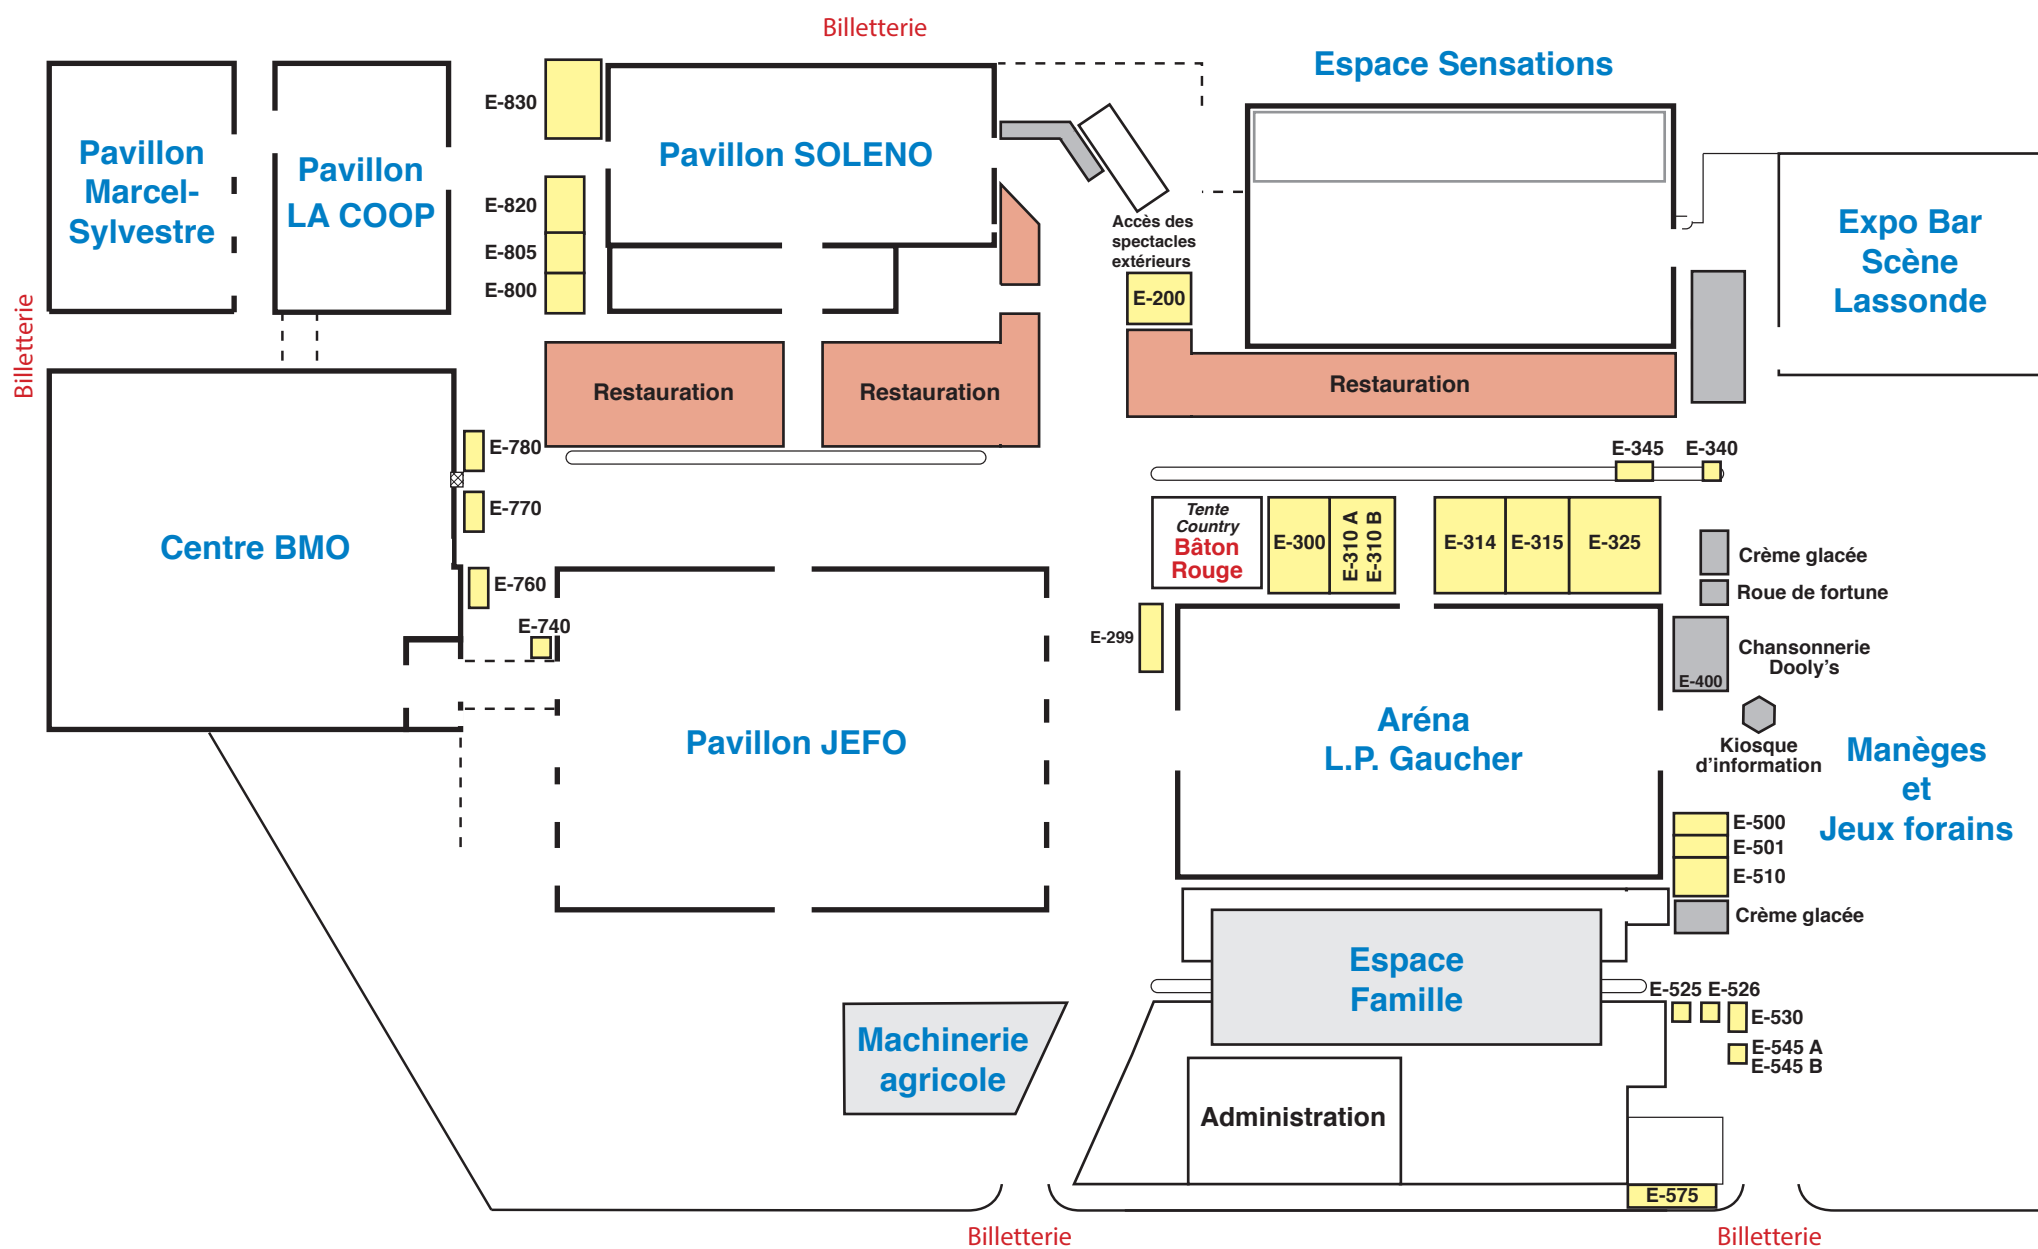 Billetterie
Espace Sensations
E-830
Pavillon
Marcel-
Sylvestre
Pavillon
LA COOP
Pavillon SOLENO
E-820
E-805
E-800
Accès des
spectacles
extérieurs
E-200
Expo Bar
Scène
Lassonde
Billetterie
Restauration
Restauration
Restauration
E-780
E-770
E-345
E-340
Centre BMO
Tente
Country
Bâton
Rouge
E-300
E-310 A
E-310 B
E-314
E-315
E-325
Crème glacée
Roue de fortune
E-760
E-740
E-299
Chansonnerie
Dooly's
E-400
Pavillon JEFO
Aréna
L.P. Gaucher
Kiosque
d'information
Manèges
et
Jeux forains
E-500
E-501
E-510
Crème glacée
Espace
Famille
E-525
E-526
E-530
E-545 A
E-545 B
Machinerie
agricole
Administration
E-575
Billetterie
Billetterie